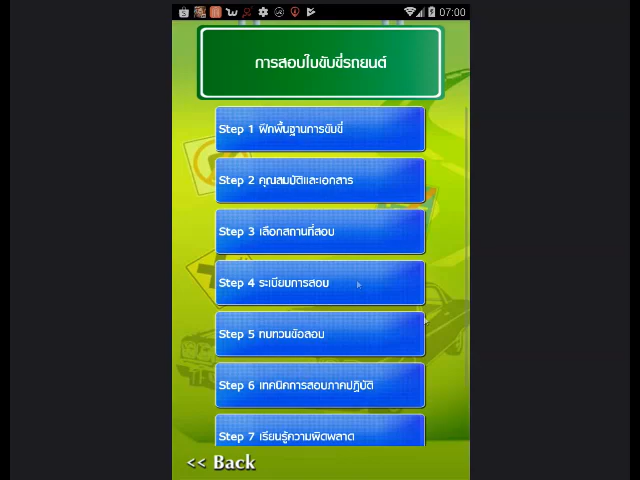 07:00
การสอบใบขับขี่รถยนต์
Step 1 ฝึกพื้นฐานการขับขี่
Step 2 คุณสมบัติและเอกสาร
Step 3 เลือกสถานที่สอบ
Step 4 ระเบียบการสอบ
Step 5 ทบทวนข้อสอบ
Step 6 เทคนิคการสอบภาคปฏิบัติ
Step 7 เรียนรู้ความผิดพลาด
<< Back